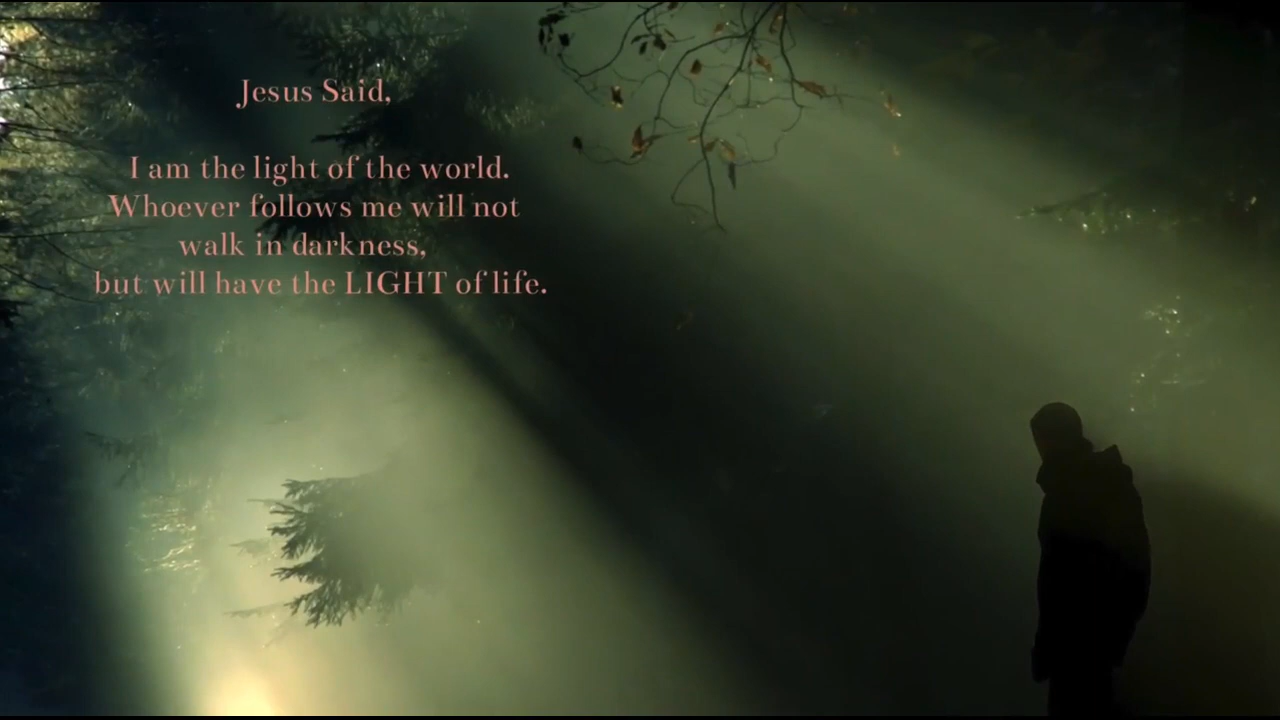 Jesus Said,
I am the light of the world.
Whoever follows me will not
walk in darkness,
but will have the LIGHT of life.